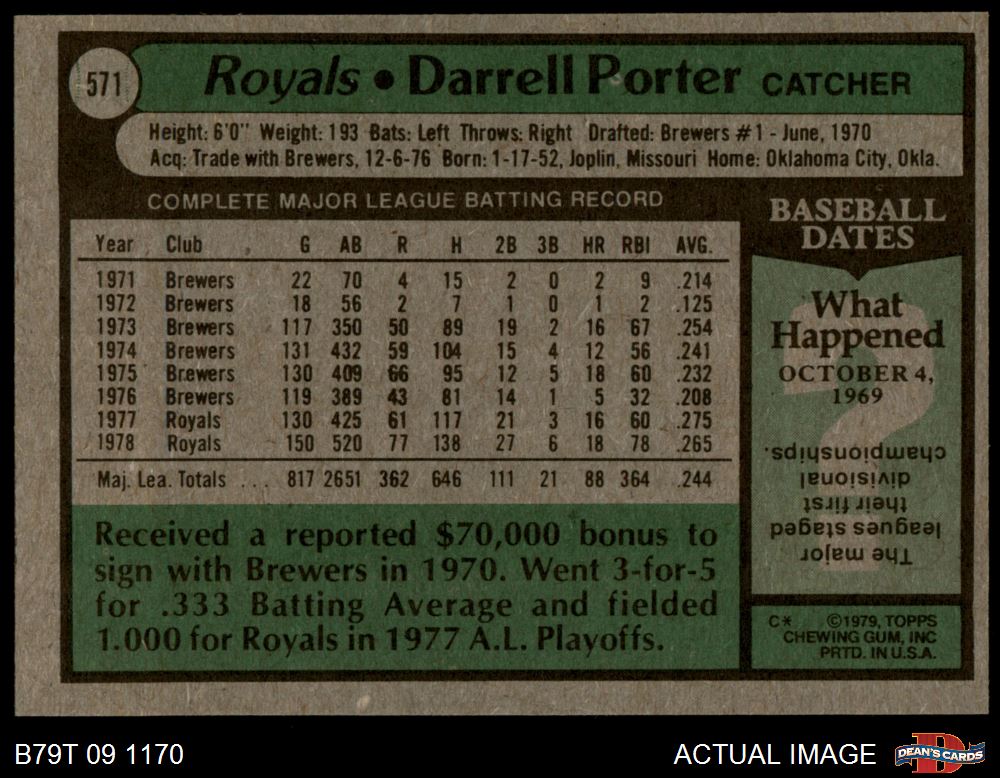 571
Royals • Darrell Porter CATCHER
Height: 6'0" Weight: 193 Bats: Left Throws: Right Drafted: Brewers #1 - June, 1970
Acq: Trade with Brewers, 12-6-76 Born: 1-17-52, Joplin, Missouri Home: Oklahoma City, Okla.
COMPLETE MAJOR LEAGUE BATTING RECORD
Year Club G AB R H 2B 3B HR RBI AVG.
1971 Brewers 22 70 4 15 2 0 2 9 .214
1972 Brewers 18 56 2 7 1 0 1 2 .125
1973 Brewers 117 350 50 89 19 2 16 67 .254
1974 Brewers 131 432 59 104 15 4 12 56 .241
1975 Brewers 130 409 66 95 12 5 18 60 .232
1976 Brewers 119 389 43 81 14 1 5 32 .208
1977 Royals 130 425 61 117 21 3 16 60 .275
1978 Royals 150 520 77 138 27 6 18 78 .265
Maj. Lea. Totals ... 817 2651 362 646 111 21 88 364 .244
Received a reported $70,000 bonus to
sign with Brewers in 1970. Went 3-for-5
for .333 Batting Average and fielded
1.000 for Royals in 1977 A.L. Playoffs.
BASEBALL
DATES
What
Happened
OCTOBER 4,
1969
?
The major
leagues staged
their first
divisional
championships.
C* ©1979, TOPPS
CHEWING GUM, INC
PRTD. IN U.S.A.
B79T 09 1170
ACTUAL IMAGE
DEAN'S CARDS